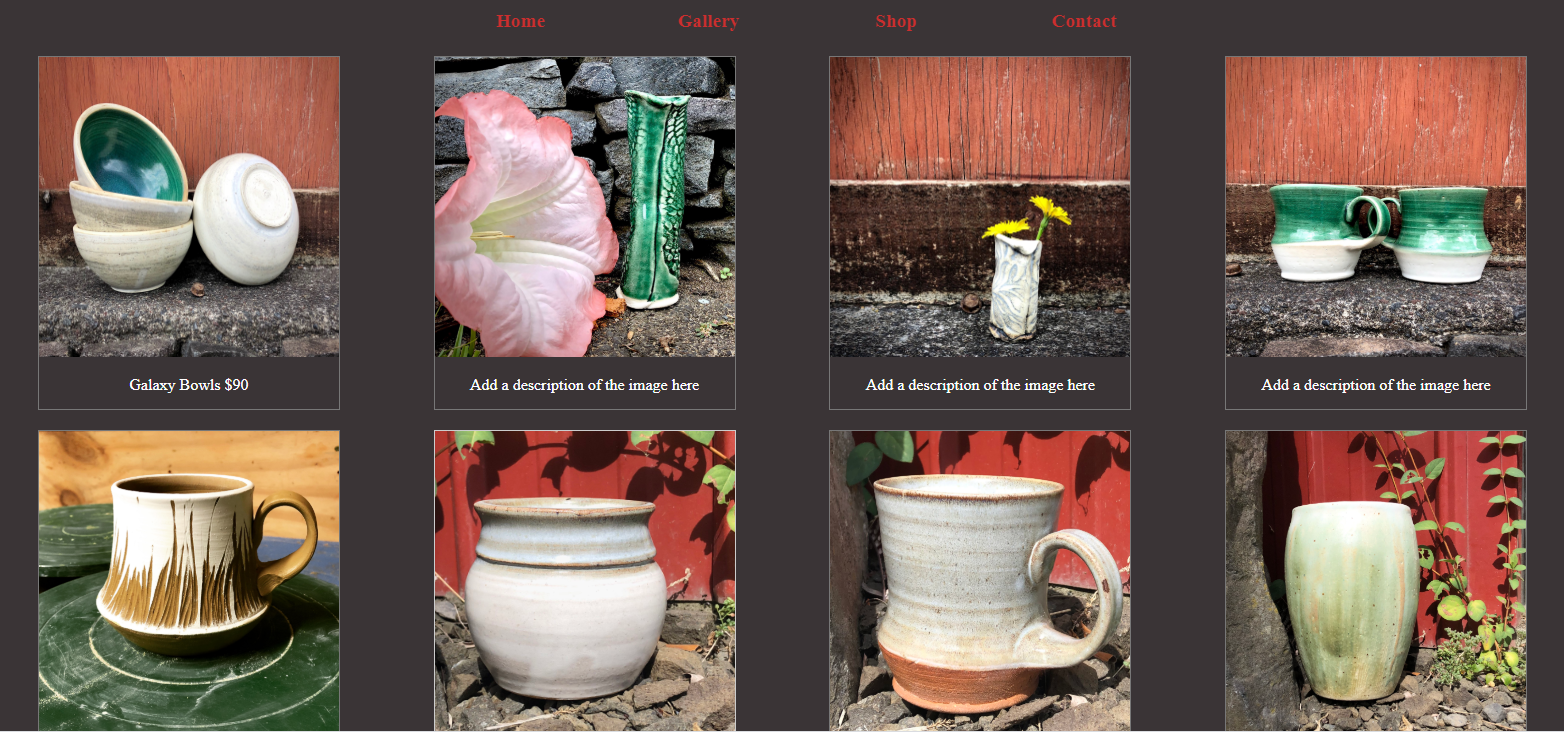 Home Gallery Shop Contact
Galaxy Bowls $90
Add a description of the image here
Add a description of the image here
Add a description of the image here